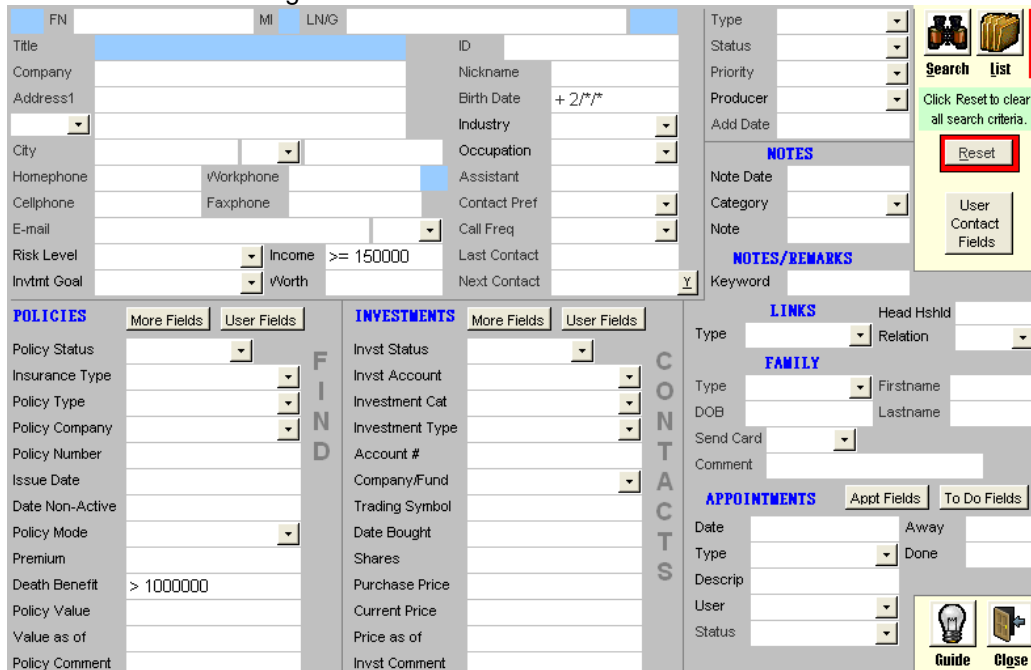 FN MI LN/G Type
Title ID Status
Company Nickname Priority Search List
Address1 Birth Date + 2/*/* Producer Click Reset to clear
Industry Add Date all search criteria.
City Occupation NOTES Reset
Homephone Workphone Assistant Note Date
Cellphone Faxphone Contact Pref Category User
E-mail Call Freq Note Contact
Risk Level Income >= 150000 Last Contact NOTES/REMARKS Fields
Invtmt Goal Worth Next Contact Y Keyword
POLICIES More Fields User Fields INVESTMENTS More Fields User Fields LINKS Head Hshld
Policy Status Invst Status Type Relation
Insurance Type Invst Account FAMILY
Policy Type Investment Cat Type Firstname
Policy Company Investment Type DOB Lastname
Policy Number Account # Send Card
Issue Date Company/Fund Comment
Date Non-Active Trading Symbol APPOINTMENTS Appt Fields To Do Fields
Policy Mode Date Bought Date Away
Premium Shares Type Done
Death Benefit > 1000000 Purchase Price Descrip
Policy Value Current Price User
Value as of Price as of Status
Policy Comment Invst Comment Guide Close
FIND
CONTACTS